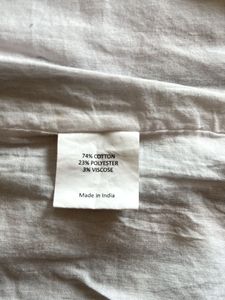 74% COTTON
23% POLYESTER
3% VISCOSE
Made in India